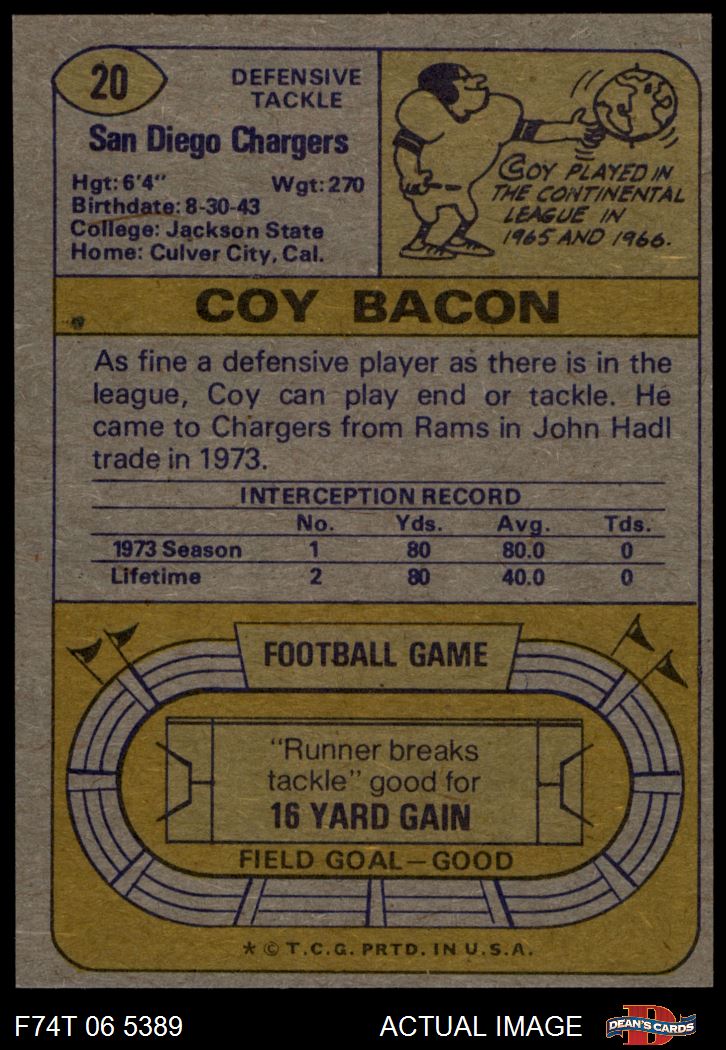 20
DEFENSIVE
TACKLE
San Diego Chargers
Hgt: 6'4" Wgt: 270
Birthdate: 8-30-43
College: Jackson State
Home: Culver City, Cal.
COY PLAYED IN
THE CONTINENTAL
LEAGUE IN
1965 AND 1966.
COY BACON
As fine a defensive player as there is in the
league, Coy can play end or tackle. He
came to Chargers from Rams in John Hadl
trade in 1973.
INTERCEPTION RECORD
No. Yds. Avg. Tds.
1973 Season 1 80 80.0 0
Lifetime 2 80 40.0 0
FOOTBALL GAME
"Runner breaks
tackle" good for
16 YARD GAIN
FIELD GOAL—GOOD
* © T.C.G. PRTD. IN U.S.A.
F74T 06 5389 ACTUAL IMAGE D DEAN'S CARDS